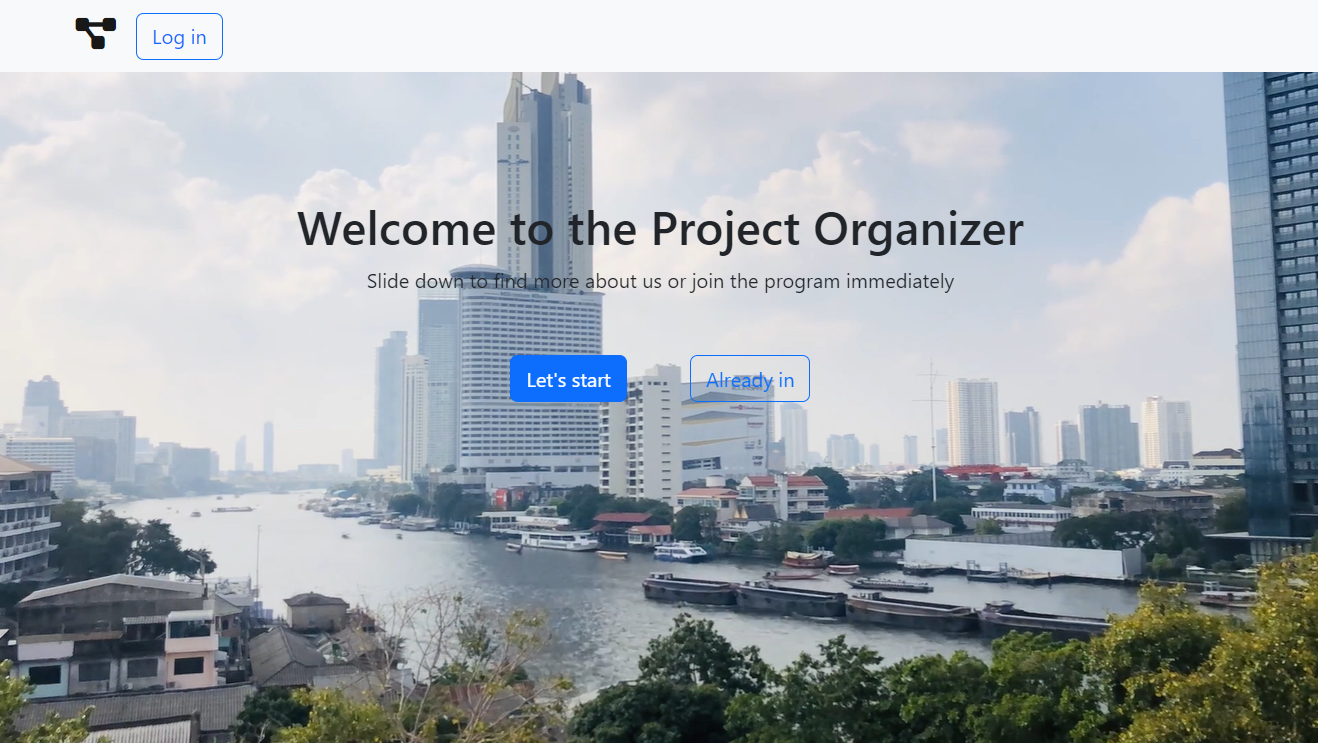 Log in
Welcome to the Project Organizer
Slide down to find more about us or join the program immediately
Let's start
Already in